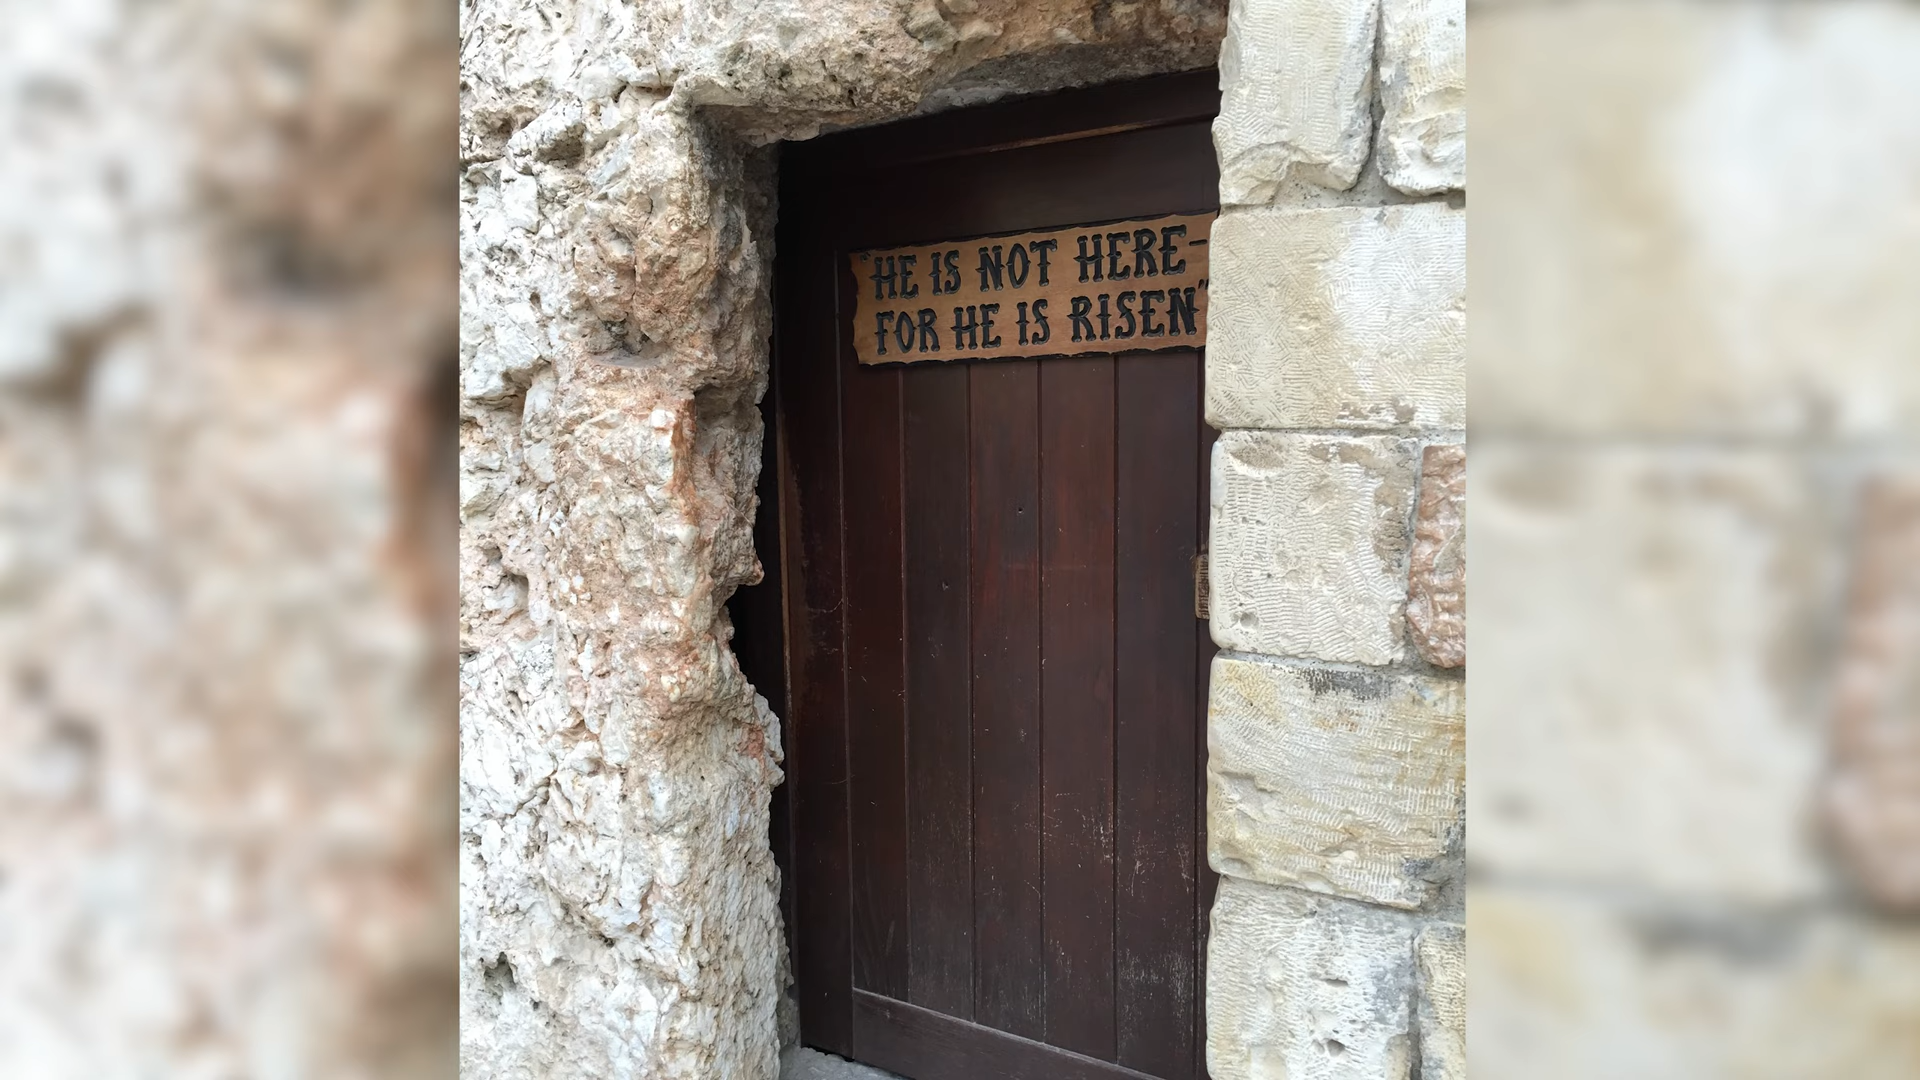 "HE IS NOT HERE-
FOR HE IS RISEN"